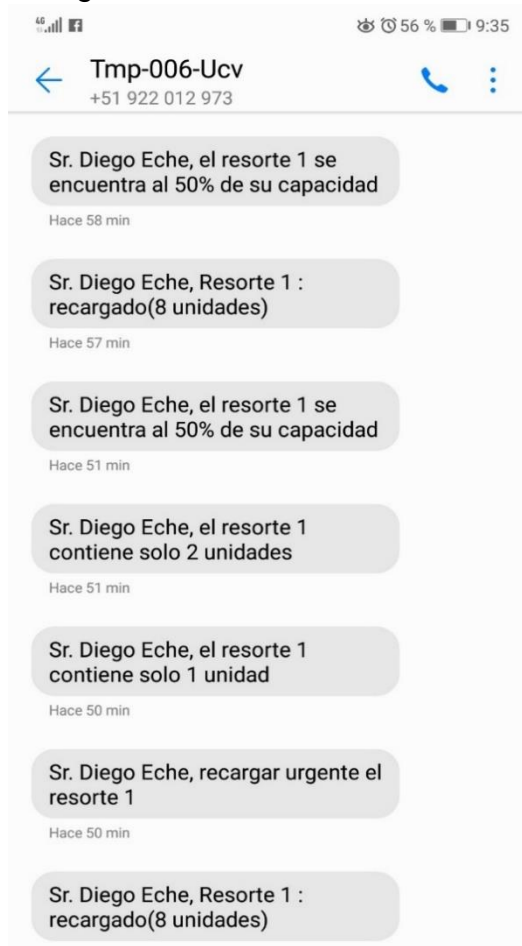 4G
56 % 9:35
Tmp-006-Ucv
+51 922 012 973
Sr. Diego Eche, el resorte 1 se
encuentra al 50% de su capacidad
Hace 58 min
Sr. Diego Eche, Resorte 1 :
recargado(8 unidades)
Hace 57 min
Sr. Diego Eche, el resorte 1 se
encuentra al 50% de su capacidad
Hace 51 min
Sr. Diego Eche, el resorte 1
contiene solo 2 unidades
Hace 51 min
Sr. Diego Eche, el resorte 1
contiene solo 1 unidad
Hace 50 min
Sr. Diego Eche, recargar urgente el
resorte 1
Hace 50 min
Sr. Diego Eche, Resorte 1 :
recargado(8 unidades)